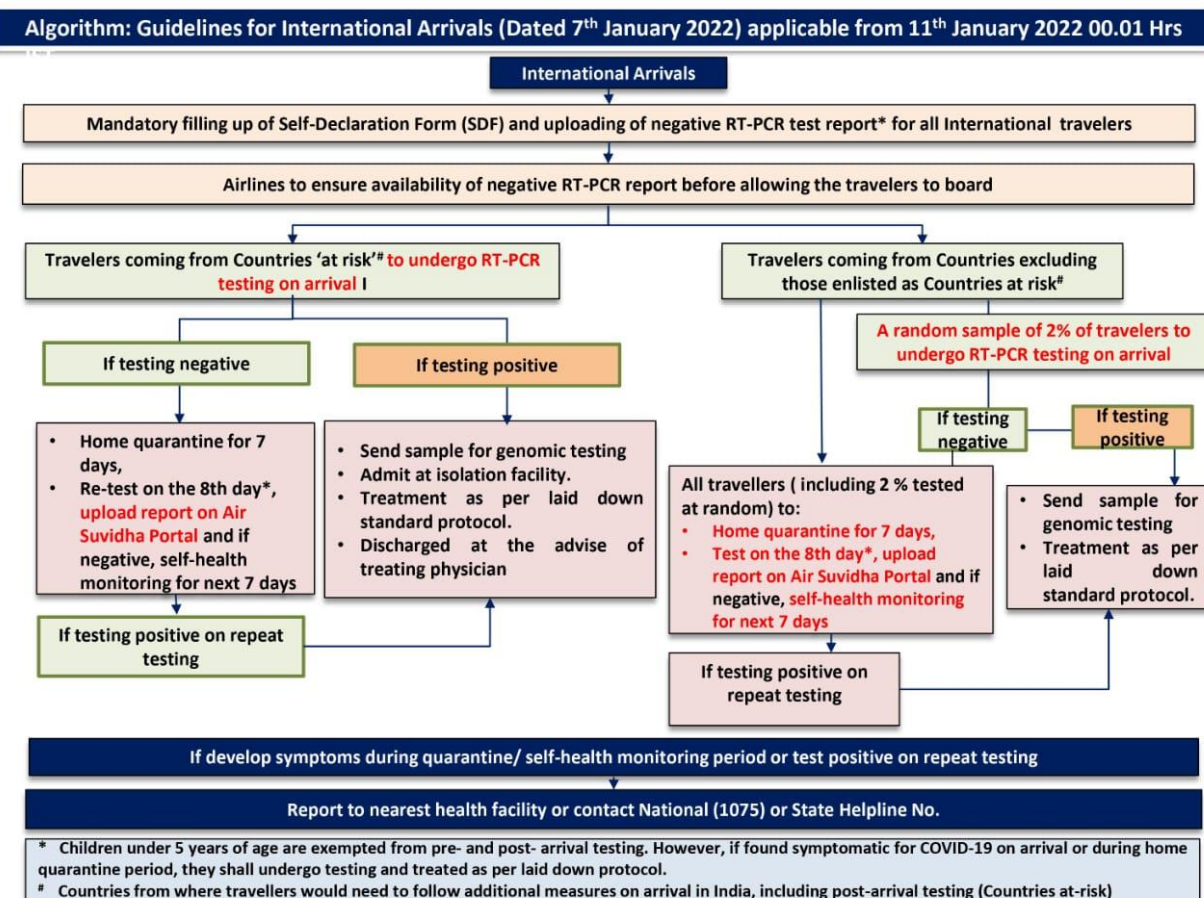 Algorithm: Guidelines for International Arrivals (Dated 7th January 2022) applicable from 11th January 2022 00.01 Hrs
International Arrivals
Mandatory filling up of Self-Declaration Form (SDF) and uploading of negative RT-PCR test report* for all International travelers
Airlines to ensure availability of negative RT-PCR report before allowing the travelers to board
Travelers coming from Countries ‘at risk’# to undergo RT-PCR
testing on arrival I
If testing negative
If testing positive
• Home quarantine for 7
days,
• Re-test on the 8th day*,
upload report on Air
Suvidha Portal and if
negative, self-health
monitoring for next 7 days
• Send sample for genomic testing
• Admit at isolation facility.
• Treatment as per laid down
standard protocol.
• Discharged at the advise of
treating physician
If testing positive on repeat
testing
Travelers coming from Countries excluding
those enlisted as Countries at risk#
A random sample of 2% of travelers to
undergo RT-PCR testing on arrival
If testing
negative
If testing
positive
All travellers ( including 2 % tested
at random) to:
• Home quarantine for 7 days,
• Test on the 8th day*, upload
report on Air Suvidha Portal and if
negative, self-health monitoring
for next 7 days
• Send sample for
genomic testing
• Treatment as per
laid down
standard protocol.
If testing positive on
repeat testing
If develop symptoms during quarantine/ self-health monitoring period or test positive on repeat testing
Report to nearest health facility or contact National (1075) or State Helpline No.
* Children under 5 years of age are exempted from pre- and post- arrival testing. However, if found symptomatic for COVID-19 on arrival or during home
quarantine period, they shall undergo testing and treated as per laid down protocol.
# Countries from where travellers would need to follow additional measures on arrival in India, including post-arrival testing (Countries at-risk)